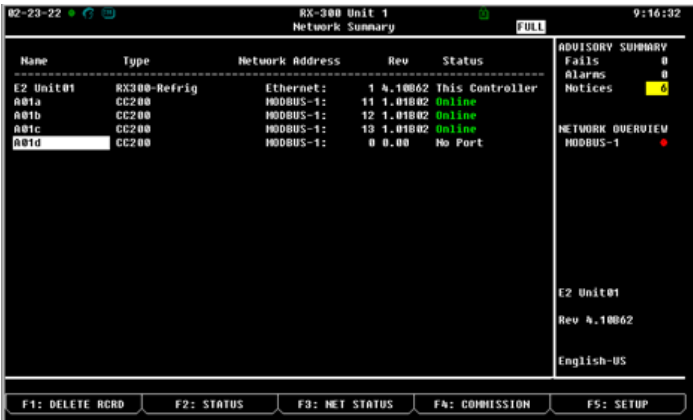 02-23-22 RX-300 Unit 1 9:16:32
Network Summary FULL
ADVISORY SUMMARY
Fails 0
Alarms 0
Notices 6
NETWORK OVERVIEW
MODBUS-1
Name Type Network Address Rev Status
E2 Unit01 RX300-Refrig Ethernet: 1 4.10B62 This Controller
A01a CC200 MODBUS-1: 11 1.01B02 Online
A01b CC200 MODBUS-1: 12 1.01B02 Online
A01c CC200 MODBUS-1: 13 1.01B02 Online
A01d CC200 MODBUS-1: 0 0.00 No Port
E2 Unit01
Rev 4.10B62
English-US
F1: DELETE RCRD F2: STATUS F3: NET STATUS F4: COMMISSION F5: SETUP